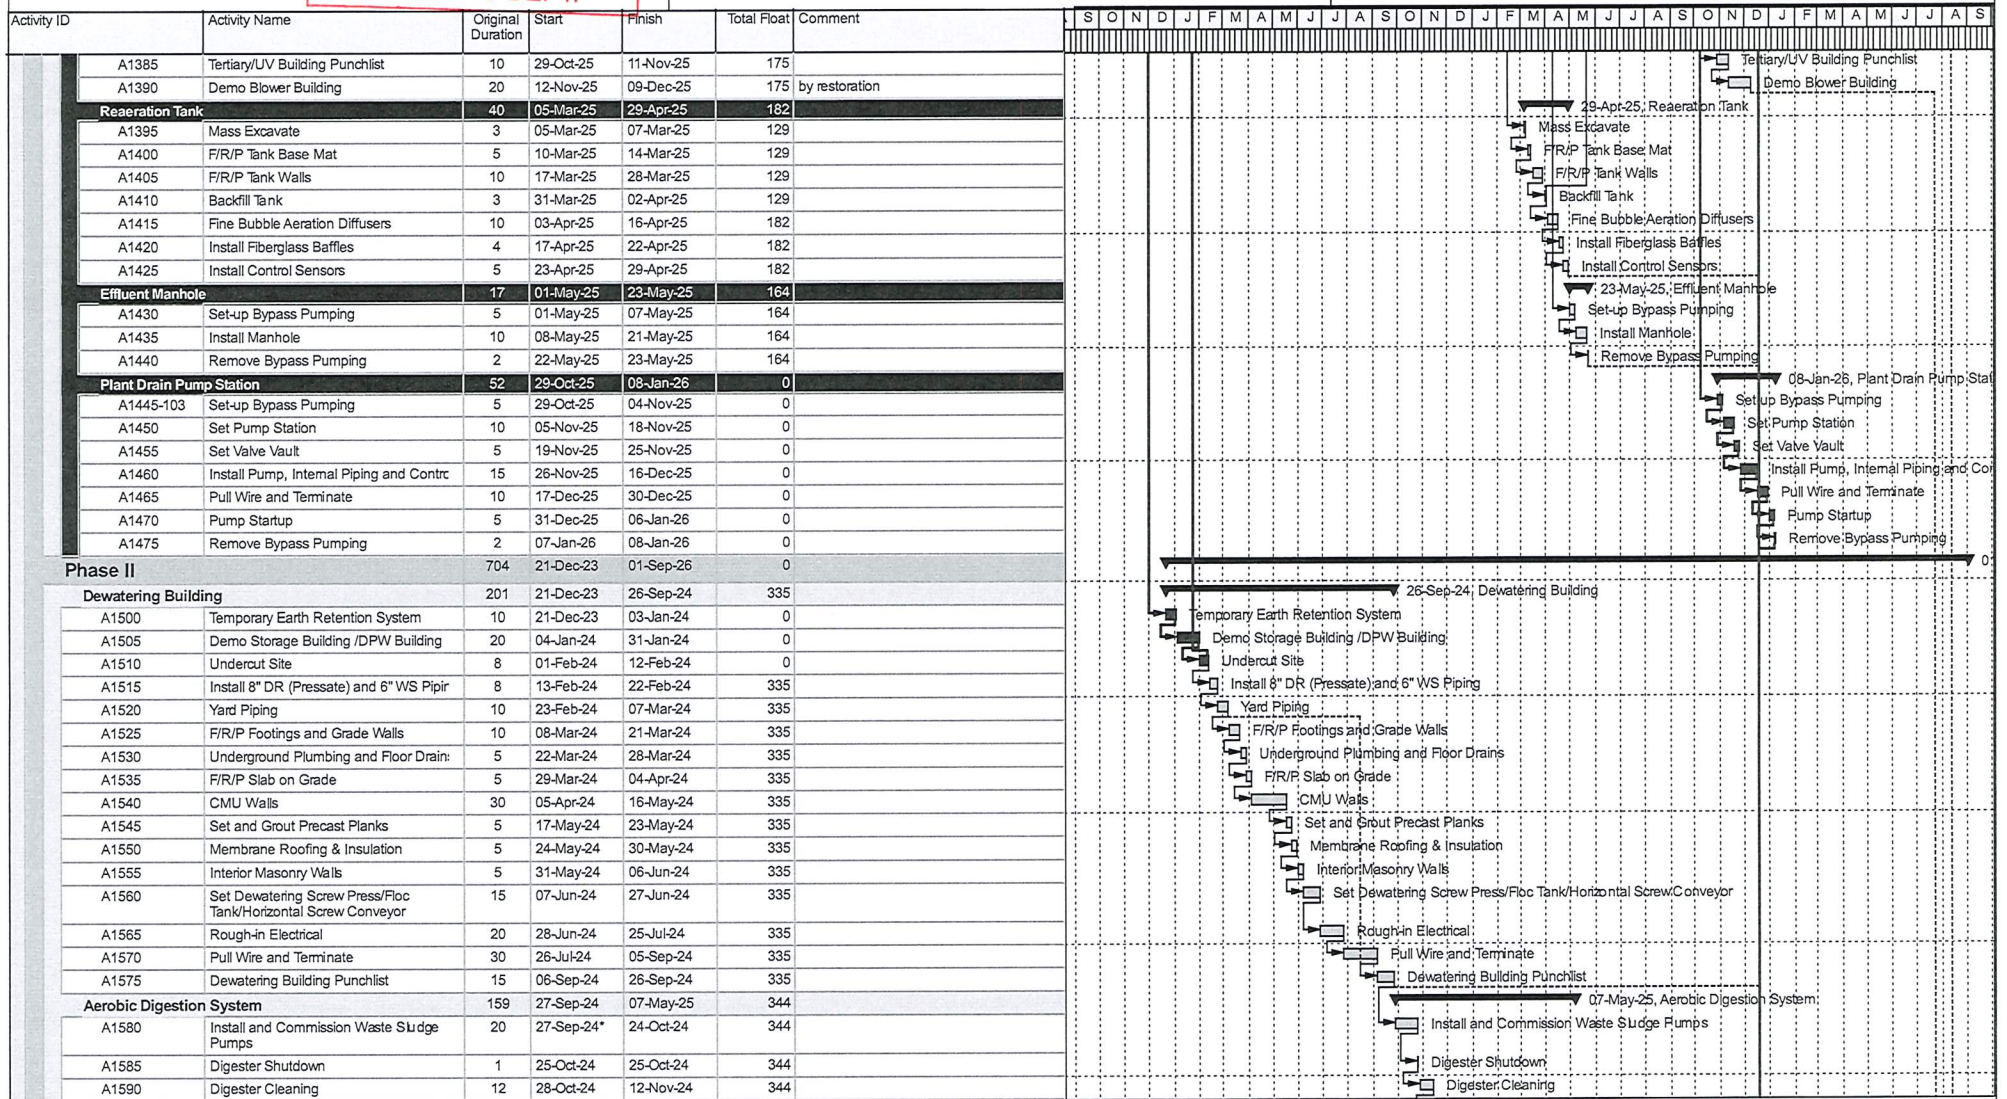 Activity ID Activity Name Original Duration Start Finish Total Float Comment
S O N D J F M A M J J A S O N D J F M A M J J A S O N D J F M A M J J A S
A1385 Tertiary/UV Building Punchlist 10 29-Oct-25 11-Nov-25 175 Tertiary/UV Building Punchlist
A1390 Demo Blower Building 20 12-Nov-25 09-Dec-25 175 by restoration Demo Blower Building
Reaeration Tank 40 05-Mar-25 29-Apr-25 182 29-Apr-25, Reaeration Tank
A1395 Mass Excavate 3 05-Mar-25 07-Mar-25 129 Mass Excavate
A1400 F/R/P Tank Base Mat 5 10-Mar-25 14-Mar-25 129 F/R/P Tank Base Mat
A1405 F/R/P Tank Walls 10 17-Mar-25 28-Mar-25 129 F/R/P Tank Walls
A1410 Backfill Tank 3 31-Mar-25 02-Apr-25 129 Backfill Tank
A1415 Fine Bubble Aeration Diffusers 10 03-Apr-25 16-Apr-25 182 Fine Bubble Aeration Diffusers
A1420 Install Fiberglass Baffles 4 17-Apr-25 22-Apr-25 182 Install Fiberglass Baffles
A1425 Install Control Sensors 5 23-Apr-25 29-Apr-25 182 Install Control Sensors
Effluent Manhole 17 01-May-25 23-May-25 164 23-May-25, Effluent Manhole
A1430 Set-up Bypass Pumping 5 01-May-25 07-May-25 164 Set-up Bypass Pumping
A1435 Install Manhole 10 08-May-25 21-May-25 164 Install Manhole
A1440 Remove Bypass Pumping 2 22-May-25 23-May-25 164 Remove Bypass Pumping
Plant Drain Pump Station 52 29-Oct-25 08-Jan-26 0 08-Jan-26, Plant Drain Pump Stat
A1445-103 Set-up Bypass Pumping 5 29-Oct-25 04-Nov-25 0 Set-up Bypass Pumping
A1450 Set Pump Station 10 05-Nov-25 18-Nov-25 0 Set Pump Station
A1455 Set Valve Vault 5 19-Nov-25 25-Nov-25 0 Set Valve Vault
A1460 Install Pump, Internal Piping and Contrc 15 26-Nov-25 16-Dec-25 0 Install Pump, Internal Piping and Cor
A1465 Pull Wire and Terminate 10 17-Dec-25 30-Dec-25 0 Pull Wire and Terminate
A1470 Pump Startup 5 31-Dec-25 06-Jan-26 0 Pump Startup
A1475 Remove Bypass Pumping 2 07-Jan-26 08-Jan-26 0 Remove Bypass Pumping
Phase II 704 21-Dec-23 01-Sep-26 0 0
Dewatering Building 201 21-Dec-23 26-Sep-24 335 26-Sep-24, Dewatering Building
A1500 Temporary Earth Retention System 10 21-Dec-23 03-Jan-24 0 Temporary Earth Retention System
A1505 Demo Storage Building /DPW Building 20 04-Jan-24 31-Jan-24 0 Demo Storage Building /DPW Building
A1510 Undercut Site 8 01-Feb-24 12-Feb-24 0 Undercut Site
A1515 Install 8" DR (Pressate) and 6" WS Pipir 8 13-Feb-24 22-Feb-24 335 Install 8" DR (Pressate) and 6" WS Piping
A1520 Yard Piping 10 23-Feb-24 07-Mar-24 335 Yard Piping
A1525 F/R/P Footings and Grade Walls 10 08-Mar-24 21-Mar-24 335 F/R/P Footings and Grade Walls
A1530 Underground Plumbing and Floor Drain: 5 22-Mar-24 28-Mar-24 335 Underground Plumbing and Floor Drains
A1535 F/R/P Slab on Grade 5 29-Mar-24 04-Apr-24 335 F/R/P Slab on Grade
A1540 CMU Walls 30 05-Apr-24 16-May-24 335 CMU Walls
A1545 Set and Grout Precast Planks 5 17-May-24 23-May-24 335 Set and Grout Precast Planks
A1550 Membrane Roofing & Insulation 5 24-May-24 30-May-24 335 Membrane Roofing & Insulation
A1555 Interior Masonry Walls 5 31-May-24 06-Jun-24 335 Interior Masonry Walls
A1560 Set Dewatering Screw Press/Floc 15 07-Jun-24 27-Jun-24 335 Set Dewatering Screw Press/Floc Tank/Horizontal Screw Conveyor
Tank/Horizontal Screw Conveyor
A1565 Rough-in Electrical 20 28-Jun-24 25-Jul-24 335 Rough-in Electrical
A1570 Pull Wire and Terminate 30 26-Jul-24 05-Sep-24 335 Pull Wire and Terminate
A1575 Dewatering Building Punchlist 15 06-Sep-24 26-Sep-24 335 Dewatering Building Punchlist
Aerobic Digestion System 159 27-Sep-24 07-May-25 344 07-May-25, Aerobic Digestion System
A1580 Install and Commission Waste Sludge 20 27-Sep-24* 24-Oct-24 344 Install and Commission Waste Sludge Pumps
Pumps
A1585 Digester Shutdown 1 25-Oct-24 25-Oct-24 344 Digester Shutdown
A1590 Digester Cleaning 12 28-Oct-24 12-Nov-24 344 Digester Cleaning